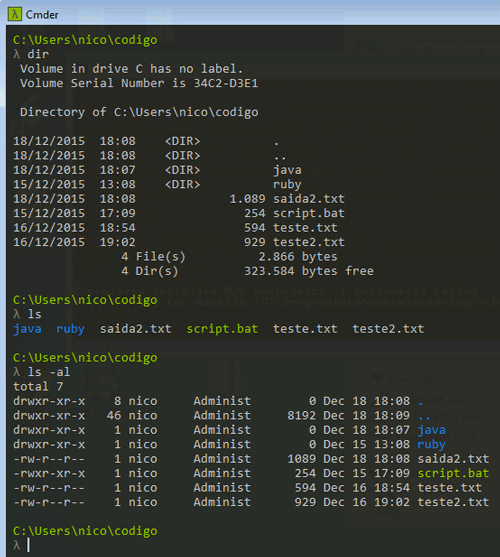 Cmder
C:\Users\nico\codigo
λ dir
 Volume in drive C has no label.
 Volume Serial Number is 34C2-D3E1

 Directory of C:\Users\nico\codigo

18/12/2015  18:08    <DIR>          .
18/12/2015  18:08    <DIR>          ..
18/12/2015  18:07    <DIR>          java
15/12/2015  13:08    <DIR>          ruby
18/12/2015  18:08             1.089 saida2.txt
15/12/2015  17:09               254 script.bat
16/12/2015  18:54               594 teste.txt
16/12/2015  19:02               929 teste2.txt
               4 File(s)          2.866 bytes
               4 Dir(s)         323.584 bytes free

C:\Users\nico\codigo
λ ls
java  ruby  saida2.txt  script.bat  teste.txt  teste2.txt

C:\Users\nico\codigo
λ ls -al
total 7
drwxr-xr-x    8 nico     Administ        0 Dec 18 18:08 .
drwxr-xr-x   46 nico     Administ     8192 Dec 18 18:09 ..
drwxr-xr-x    1 nico     Administ        0 Dec 18 18:07 java
drwxr-xr-x    1 nico     Administ        0 Dec 15 13:08 ruby
-rw-r--r--    1 nico     Administ     1089 Dec 18 18:08 saida2.txt
-rwxr-xr-x    1 nico     Administ      254 Dec 15 17:09 script.bat
-rw-r--r--    1 nico     Administ      594 Dec 16 18:54 teste.txt
-rw-r--r--    1 nico     Administ      929 Dec 16 19:02 teste2.txt

C:\Users\nico\codigo
λ